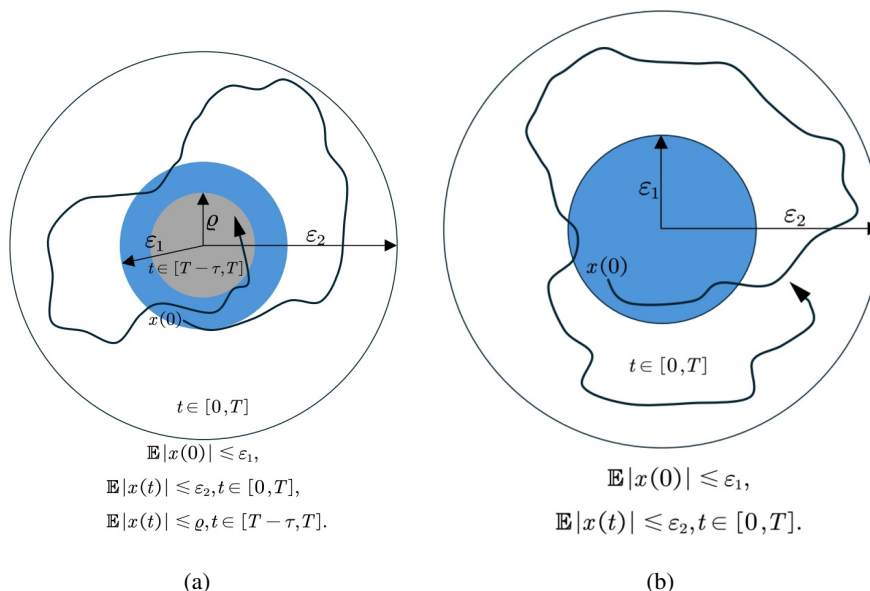 ϱ
ε₁
ε₂
t∈[T−τ,T]
x(0)
t∈[0,T]
𝔼|x(0)|⩽ε₁,
𝔼|x(t)|⩽ε₂,t∈[0,T],
𝔼|x(t)|⩽ϱ,t∈[T−τ,T].
(a)
ε₁
ε₂
x(0)
t∈[0,T]
𝔼|x(0)|⩽ε₁,
𝔼|x(t)|⩽ε₂,t∈[0,T].
(b)